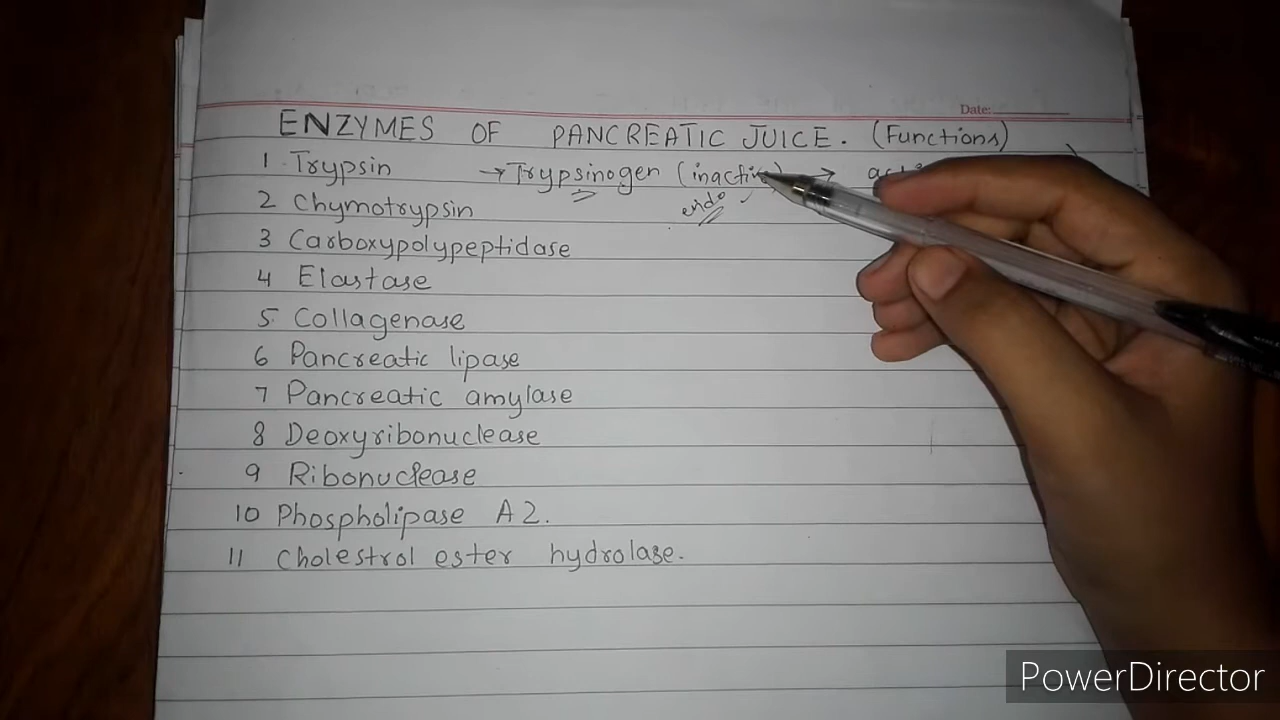 Date:
ENZYMES OF PANCREATIC JUICE. (Functions)
1. Trypsin → Trypsinogen (inactive) →
endo
2 Chymotrypsin
3 Carboxypolypeptidase
4 Elastase
5. Collagenase
6 Pancreatic lipase
7 Pancreatic amylase
8 Deoxyribonuclease
9 Ribonuclease
10 Phospholipase A2.
11 Cholestrol ester hydrolase.
PowerDirector